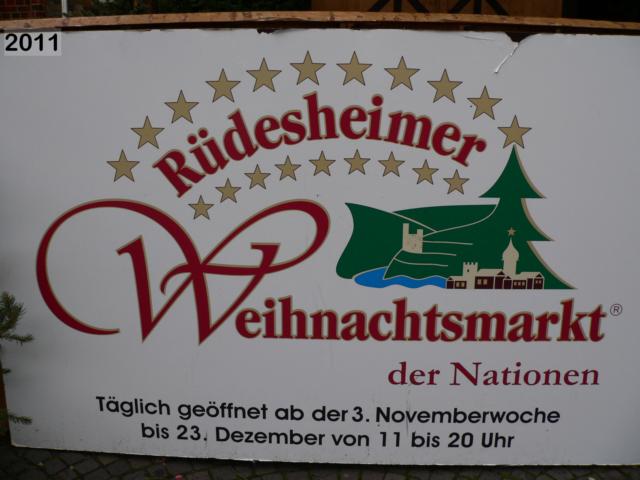 2011
Rüdesheimer
Weihnachtsmarkt®
der Nationen
Täglich geöffnet ab der 3. Novemberwoche
bis 23. Dezember von 11 bis 20 Uhr